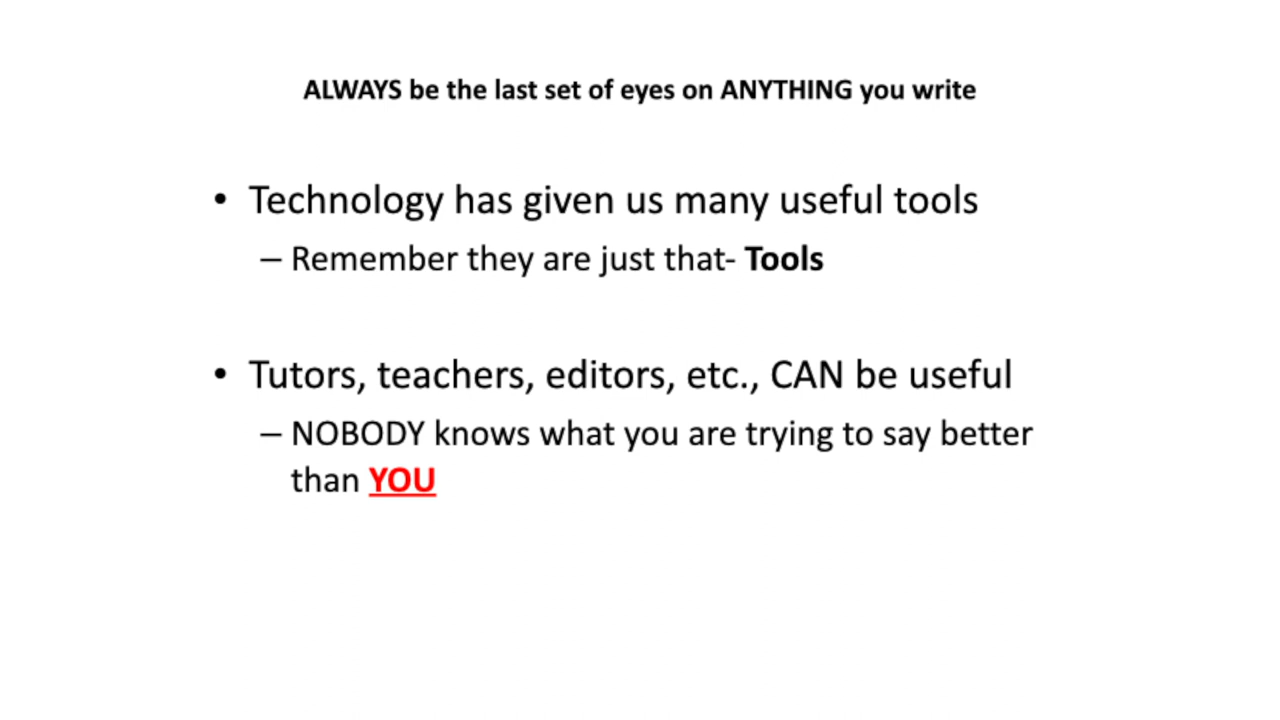 ALWAYS be the last set of eyes on ANYTHING you write
• Technology has given us many useful tools
– Remember they are just that- Tools
• Tutors, teachers, editors, etc., CAN be useful
– NOBODY knows what you are trying to say better
than YOU